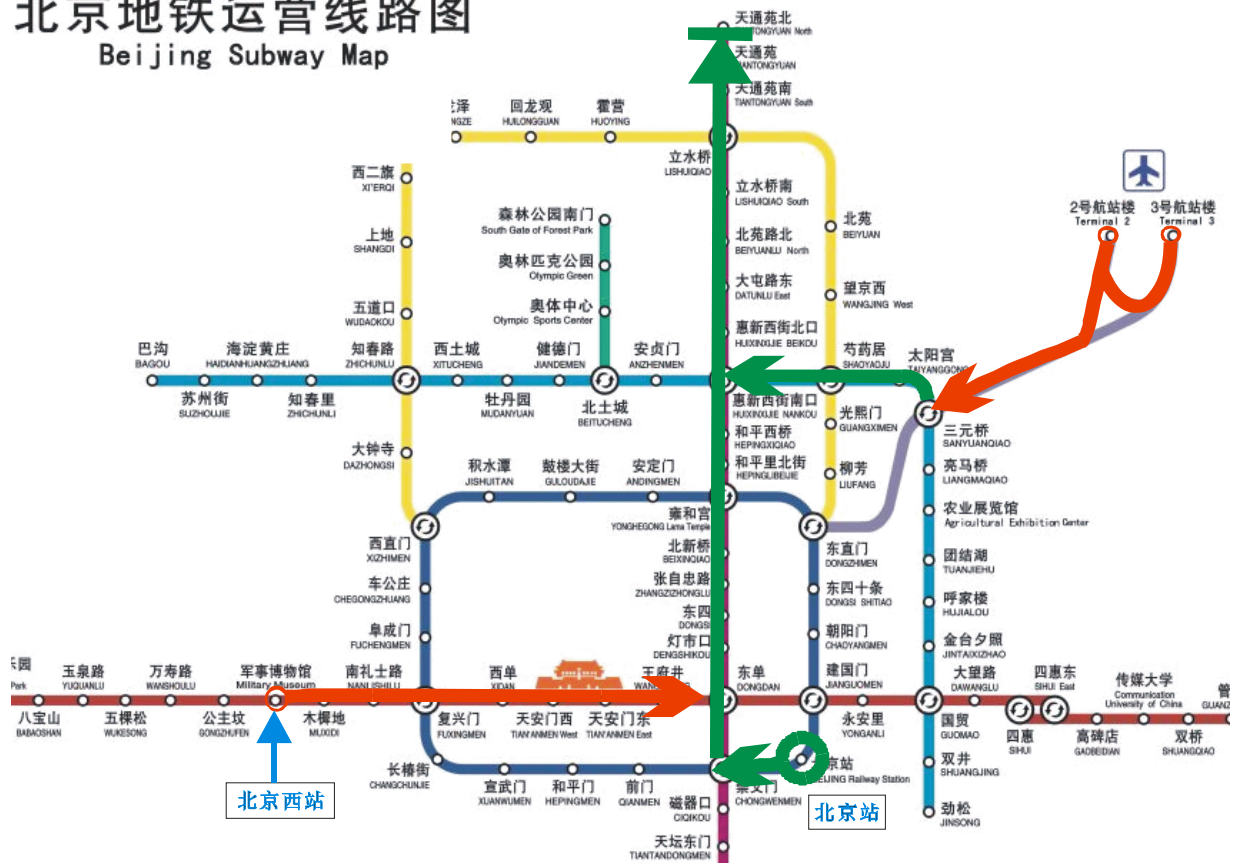 北京地铁运营线路图
Beijing Subway Map
天通苑北
TONGYUAN North
天通苑
天通苑南
TIANTONGYUAN South
回龙观
HUILONGGUAN
霍营
HUOYING
立水桥
LISHUIQIAO
西二旗
XI'ERQI
立水桥南
LISHUIQIAO South
2号航站楼
Terminal 2
3号航站楼
Terminal 3
森林公园南门
South Gate of Forest Park
北苑
BEIYUAN
上地
SHANGDI
北苑路北
BEIYUANLU North
奥林匹克公园
Olympic Green
大屯路东
DATUNLU East
望京西
WANGJING West
五道口
WUDAOKOU
奥体中心
Olympic Sports Center
惠新西街北口
HUIXINXIJIE BEIKOU
巴沟
BAGOU
海淀黄庄
HAIDIANHUANGZHUANG
知春路
ZHICHUNLU
西土城
XITUCHENG
健德门
JIANDEMEN
安贞门
ANZHENMEN
芍药居
SHAOYAOJU
太阳宫
TAIYANGGONG
苏州街
SUZHOUJIE
知春里
ZHICHUNLI
牡丹园
MUDANYUAN
北土城
BEITUCHENG
惠新西街南口
HUIXINXIJIE NANKOU
光熙门
GUANGXIMEN
三元桥
SANYUANQIAO
和平西桥
HEPINGXIQIAO
大钟寺
DAZHONGSI
积水潭
JISHUITAN
鼓楼大街
GULOUDAJIE
安定门
ANDINGMEN
和平里北街
HEPINGLIBEIJIE
柳芳
LIUFANG
亮马桥
LIANGMAQIAO
雍和宫
YONGHEGONG Lama Temple
农业展览馆
Agricultural Exhibition Center
西直门
XIZHIMEN
北新桥
BEIXINQIAO
东直门
DONGZHIMEN
团结湖
TUANJIEHU
车公庄
CHEGONGZHUANG
张自忠路
ZHANGZIZHONGLU
东四十条
DONGSI SHITIAO
呼家楼
HUJIALOU
阜成门
FUCHENGMEN
东四
DONGSI
朝阳门
CHAOYANGMEN
灯市口
DENGSHIKOU
金台夕照
JINTAIXIZHAO
乐园
Park
玉泉路
YUQUANLU
万寿路
WANSHOULU
军事博物馆
Military Museum
南礼士路
NANLISHILU
西单
XIDAN
王府井
东单
DONGDAN
建国门
JIANGUOMEN
大望路
DAWANGLU
四惠东
SIHUI East
传媒大学
Communication
University of China
八宝山
BABAOSHAN
五棵松
WUKESONG
公主坟
GONGZHUFEN
木樨地
MUXIDI
复兴门
FUXINGMEN
天安门西
TIAN'ANMEN West
天安门东
TIAN'ANMEN East
永安里
YONGANLI
国贸
GUOMAO
四惠
SIHUI
高碑店
GAOBEIDIAN
双桥
SHUANGQIAO
长椿街
CHANGCHUNJIE
宣武门
XUANWUMEN
和平门
HEPINGMEN
前门
QIANMEN
崇文门
CHONGWENMEN
京站
BEIJING Railway Station
双井
SHUANGJING
北京西站
磁器口
CIQIKOU
北京站
劲松
JINSONG
天坛东门
TIANTANDONGMEN